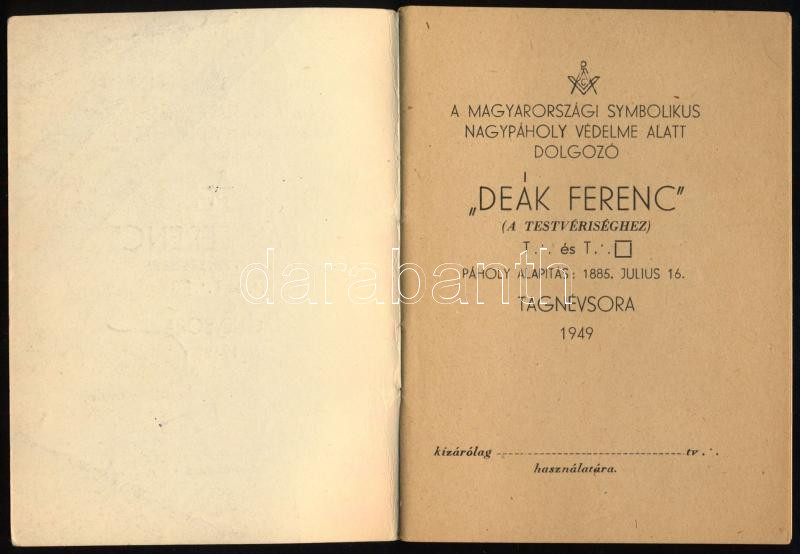 A MAGYARORSZÁGI SYMBOLIKUS
NAGYPÁHOLY VÉDELME ALATT
DOLGOZÓ
„DEÁK FERENC”
(A TESTVÉRISÉGHEZ)
T.·. és T.·.□
PÁHOLY ALAPITÁS: 1885. JULIUS 16.
TAGNÉVSORA
1949
kizárólag ---------- tv.·.
használatára.
darabanth